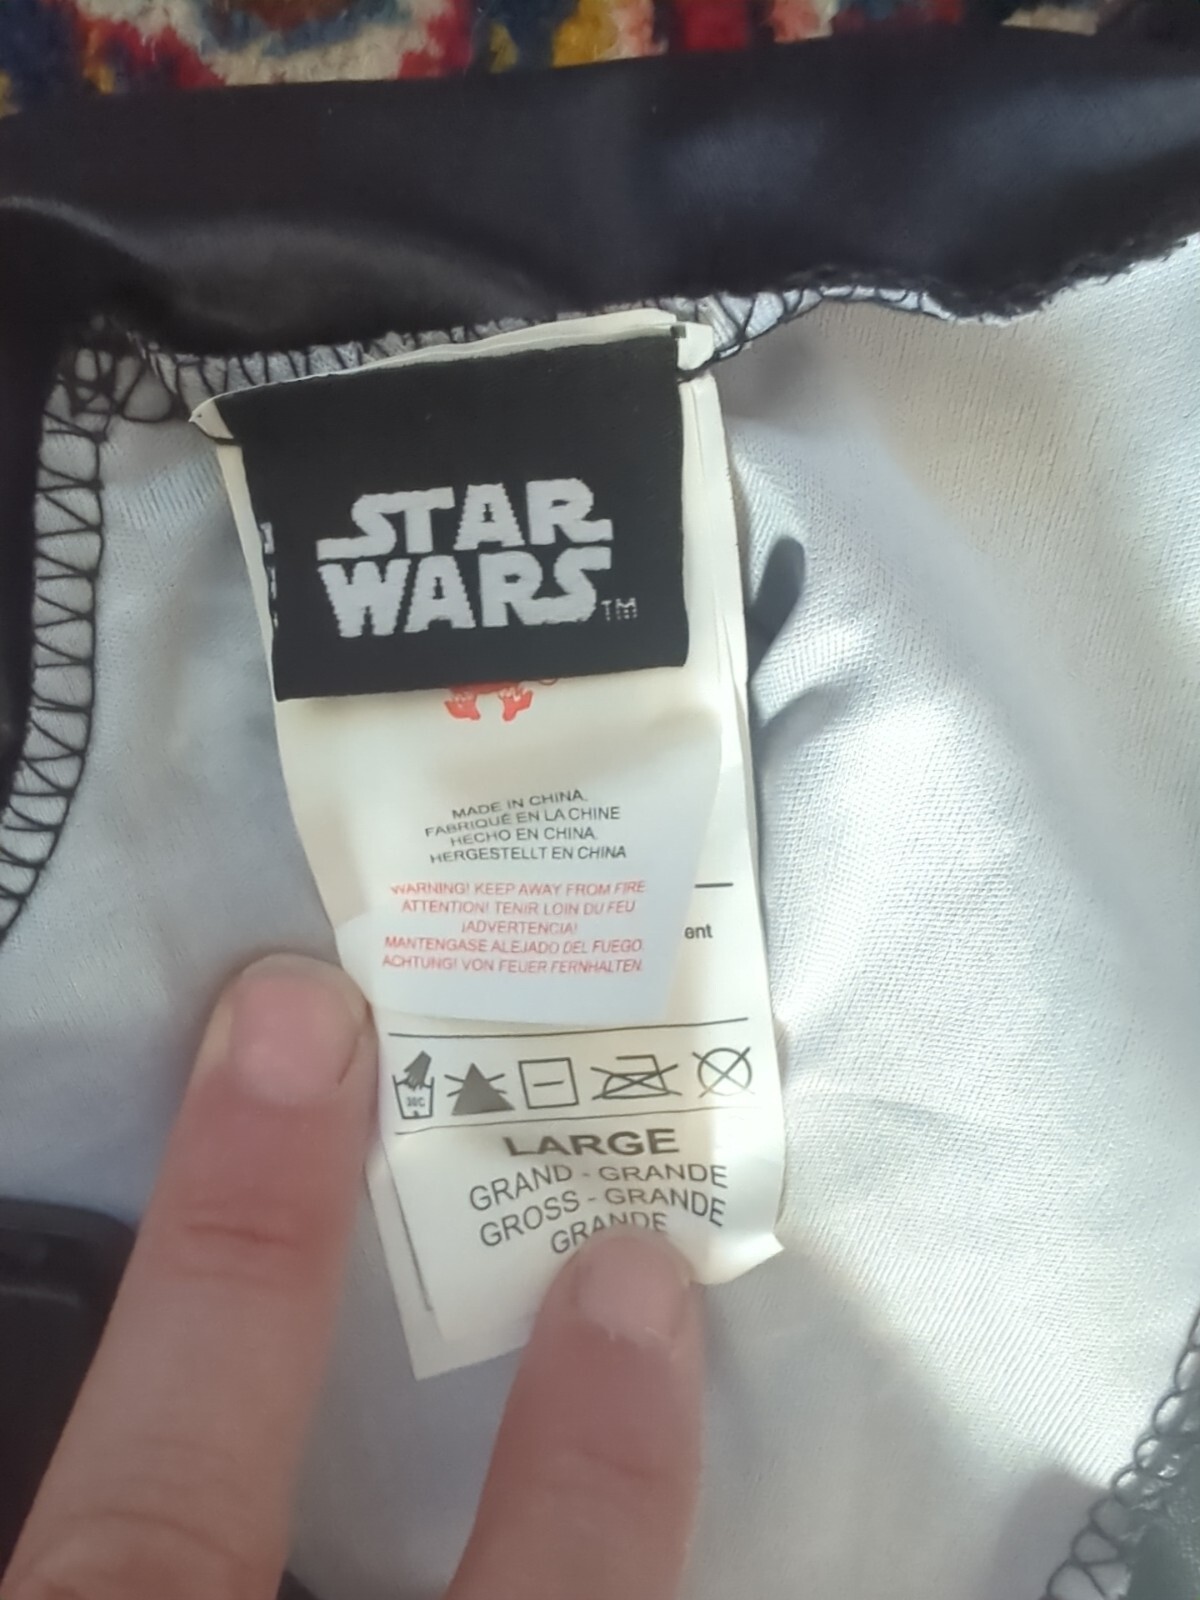 STAR
WARS™
MADE IN CHINA.
FABRIQUÉ EN LA CHINE
HECHO EN CHINA.
HERGESTELLT EN CHINA
WARNING! KEEP AWAY FROM FIRE.
ATTENTION! TENIR LOIN DU FEU
¡ADVERTENCIA!
MANTENGASE ALEJADO DEL FUEGO.
ACHTUNG! VON FEUER FERNHALTEN.
ent
30C
LARGE
GRAND - GRANDE
GROSS - GRANDE
GRANDE